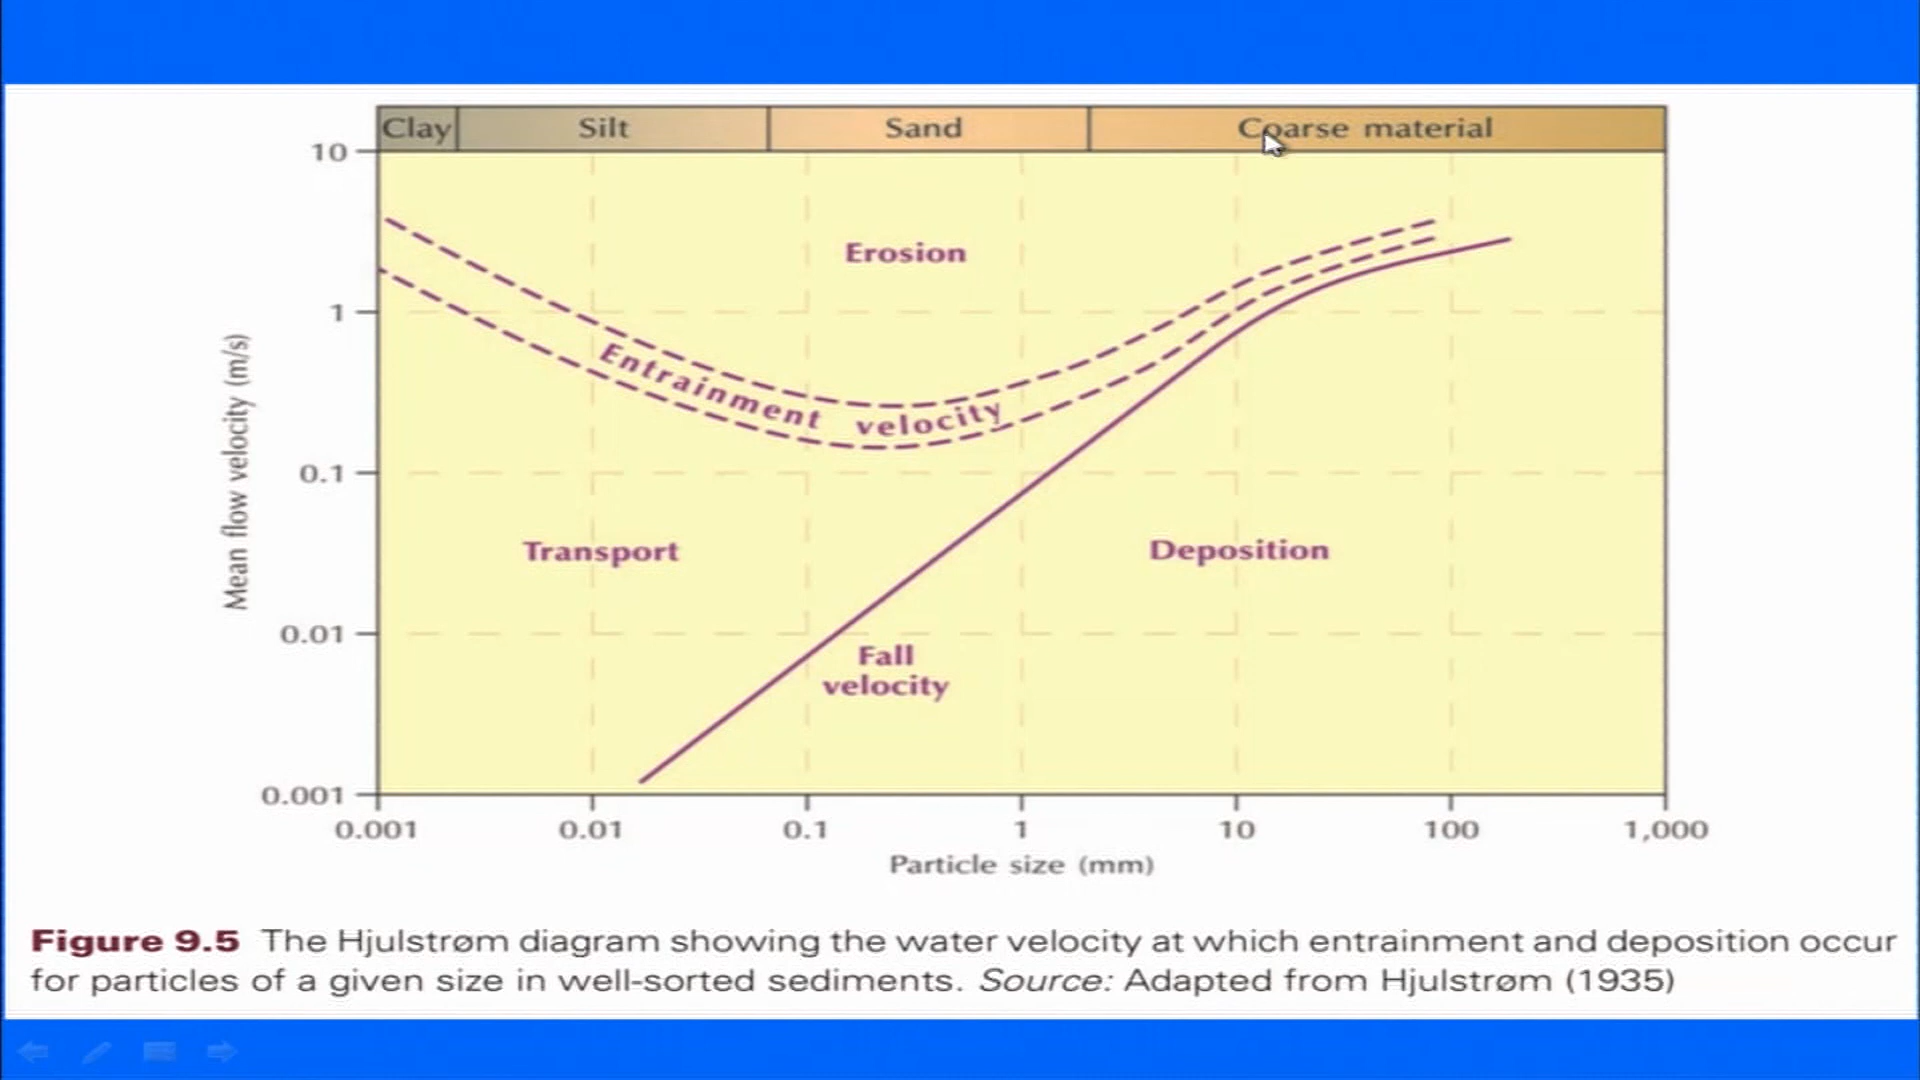 Clay Silt Sand Coarse material
10
1
0.1
0.01
0.001
Mean flow velocity (m/s)
Erosion
Entrainment velocity
Transport
Deposition
Fall
velocity
0.001 0.01 0.1 1 10 100 1,000
Particle size (mm)
Figure 9.5 The Hjulstrøm diagram showing the water velocity at which entrainment and deposition occur
for particles of a given size in well-sorted sediments. Source: Adapted from Hjulstrøm (1935)